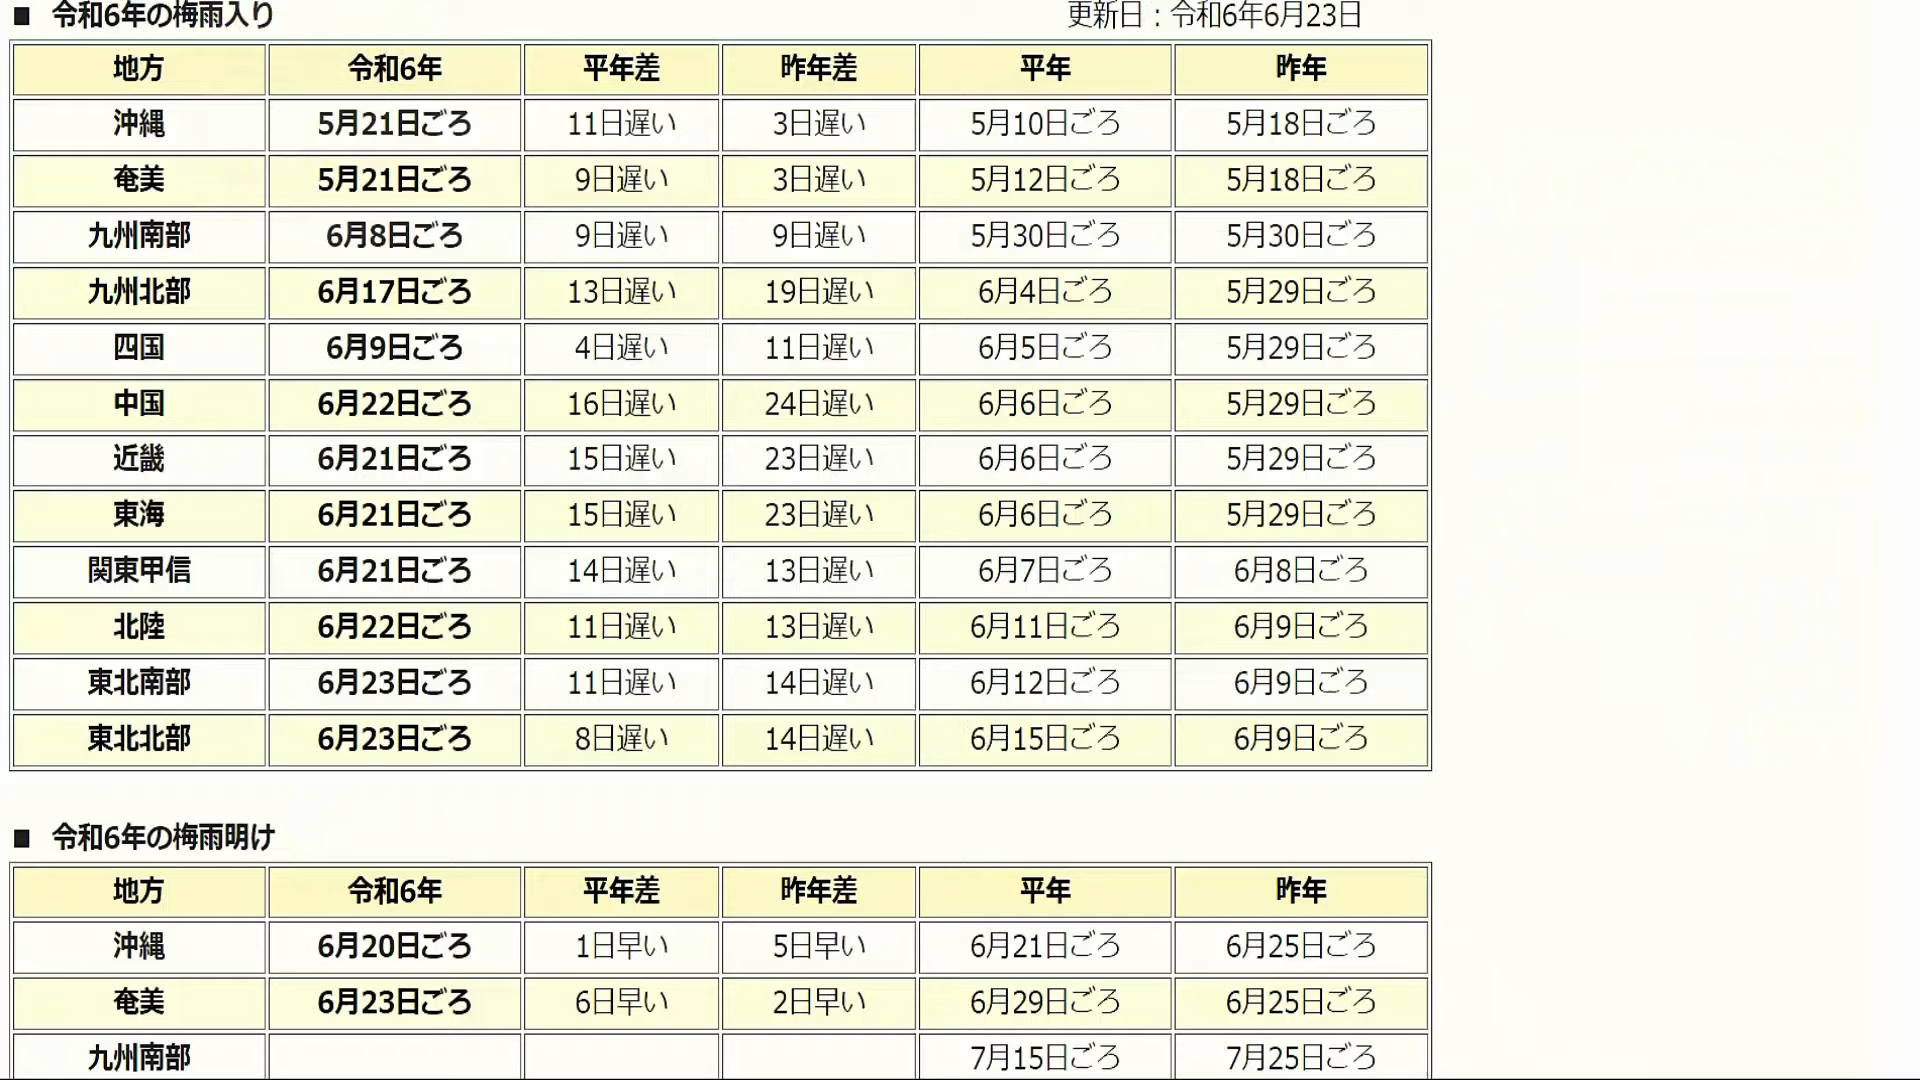 ■ 令和6年の梅雨入り 更新日：令和6年6月23日
地方 令和6年 平年差 昨年差 平年 昨年
沖縄 5月21日ごろ 11日遅い 3日遅い 5月10日ごろ 5月18日ごろ
奄美 5月21日ごろ 9日遅い 3日遅い 5月12日ごろ 5月18日ごろ
九州南部 6月8日ごろ 9日遅い 9日遅い 5月30日ごろ 5月30日ごろ
九州北部 6月17日ごろ 13日遅い 19日遅い 6月4日ごろ 5月29日ごろ
四国 6月9日ごろ 4日遅い 11日遅い 6月5日ごろ 5月29日ごろ
中国 6月22日ごろ 16日遅い 24日遅い 6月6日ごろ 5月29日ごろ
近畿 6月21日ごろ 15日遅い 23日遅い 6月6日ごろ 5月29日ごろ
東海 6月21日ごろ 15日遅い 23日遅い 6月6日ごろ 5月29日ごろ
関東甲信 6月21日ごろ 14日遅い 13日遅い 6月7日ごろ 6月8日ごろ
北陸 6月22日ごろ 11日遅い 13日遅い 6月11日ごろ 6月9日ごろ
東北南部 6月23日ごろ 11日遅い 14日遅い 6月12日ごろ 6月9日ごろ
東北北部 6月23日ごろ 8日遅い 14日遅い 6月15日ごろ 6月9日ごろ
■ 令和6年の梅雨明け
地方 令和6年 平年差 昨年差 平年 昨年
沖縄 6月20日ごろ 1日早い 5日早い 6月21日ごろ 6月25日ごろ
奄美 6月23日ごろ 6日早い 2日早い 6月29日ごろ 6月25日ごろ
九州南部 7月15日ごろ 7月25日ごろ